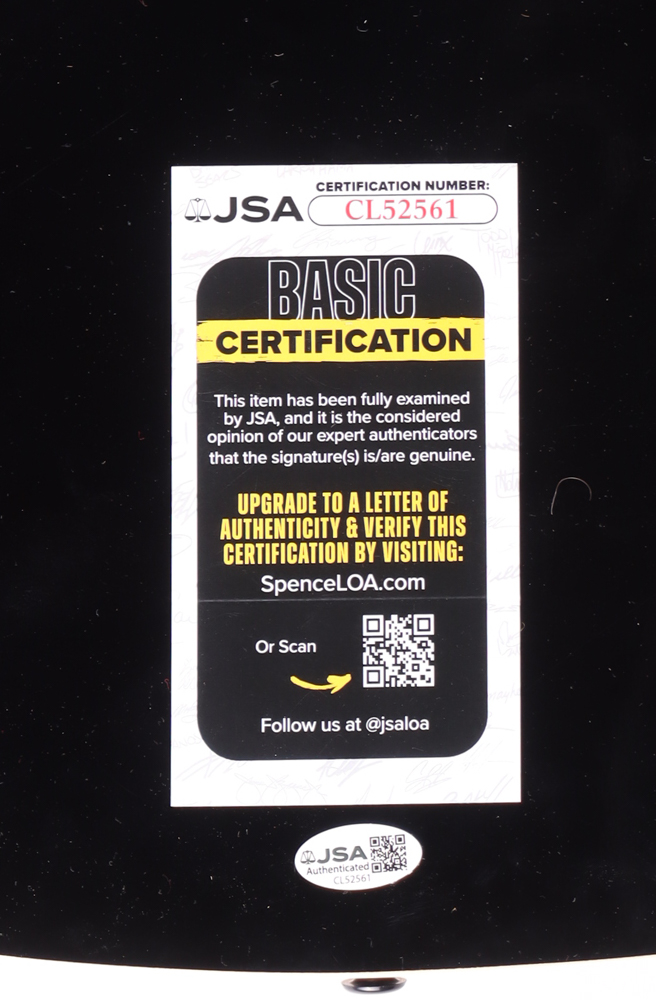 JSA
CERTIFICATION NUMBER:
CL52561
BASIC
CERTIFICATION
This item has been fully examined
by JSA, and it is the considered
opinion of our expert authenticators
that the signature(s) is/are genuine.
UPGRADE TO A LETTER OF
AUTHENTICITY & VERIFY THIS
CERTIFICATION BY VISITING:
SpenceLOA.com
Or Scan
Follow us at @jsaloa
JSA
Authenticated
CL52561